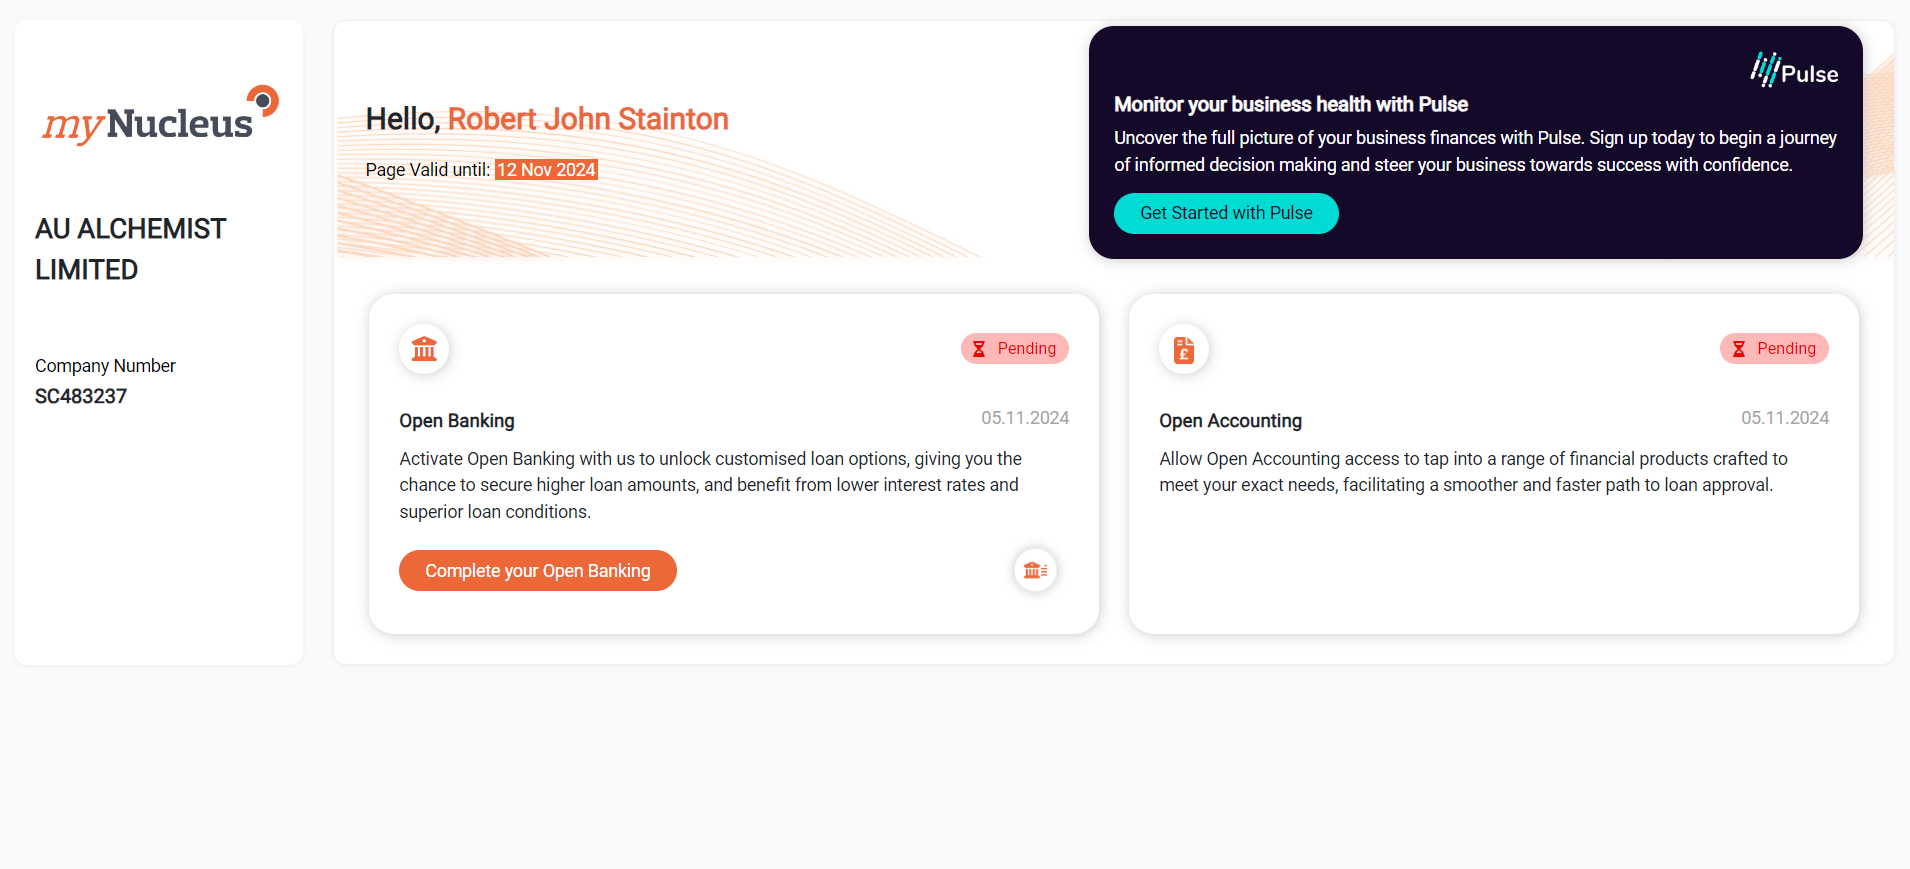 myNucleus
AU ALCHEMIST
LIMITED
Company Number
SC483237
Hello, Robert John Stainton
Page Valid until: 12 Nov 2024
Pulse
Monitor your business health with Pulse
Uncover the full picture of your business finances with Pulse. Sign up today to begin a journey
of informed decision making and steer your business towards success with confidence.
Get Started with Pulse
Pending
Open Banking
05.11.2024
Activate Open Banking with us to unlock customised loan options, giving you the
chance to secure higher loan amounts, and benefit from lower interest rates and
superior loan conditions.
Complete your Open Banking
Pending
Open Accounting
05.11.2024
Allow Open Accounting access to tap into a range of financial products crafted to
meet your exact needs, facilitating a smoother and faster path to loan approval.